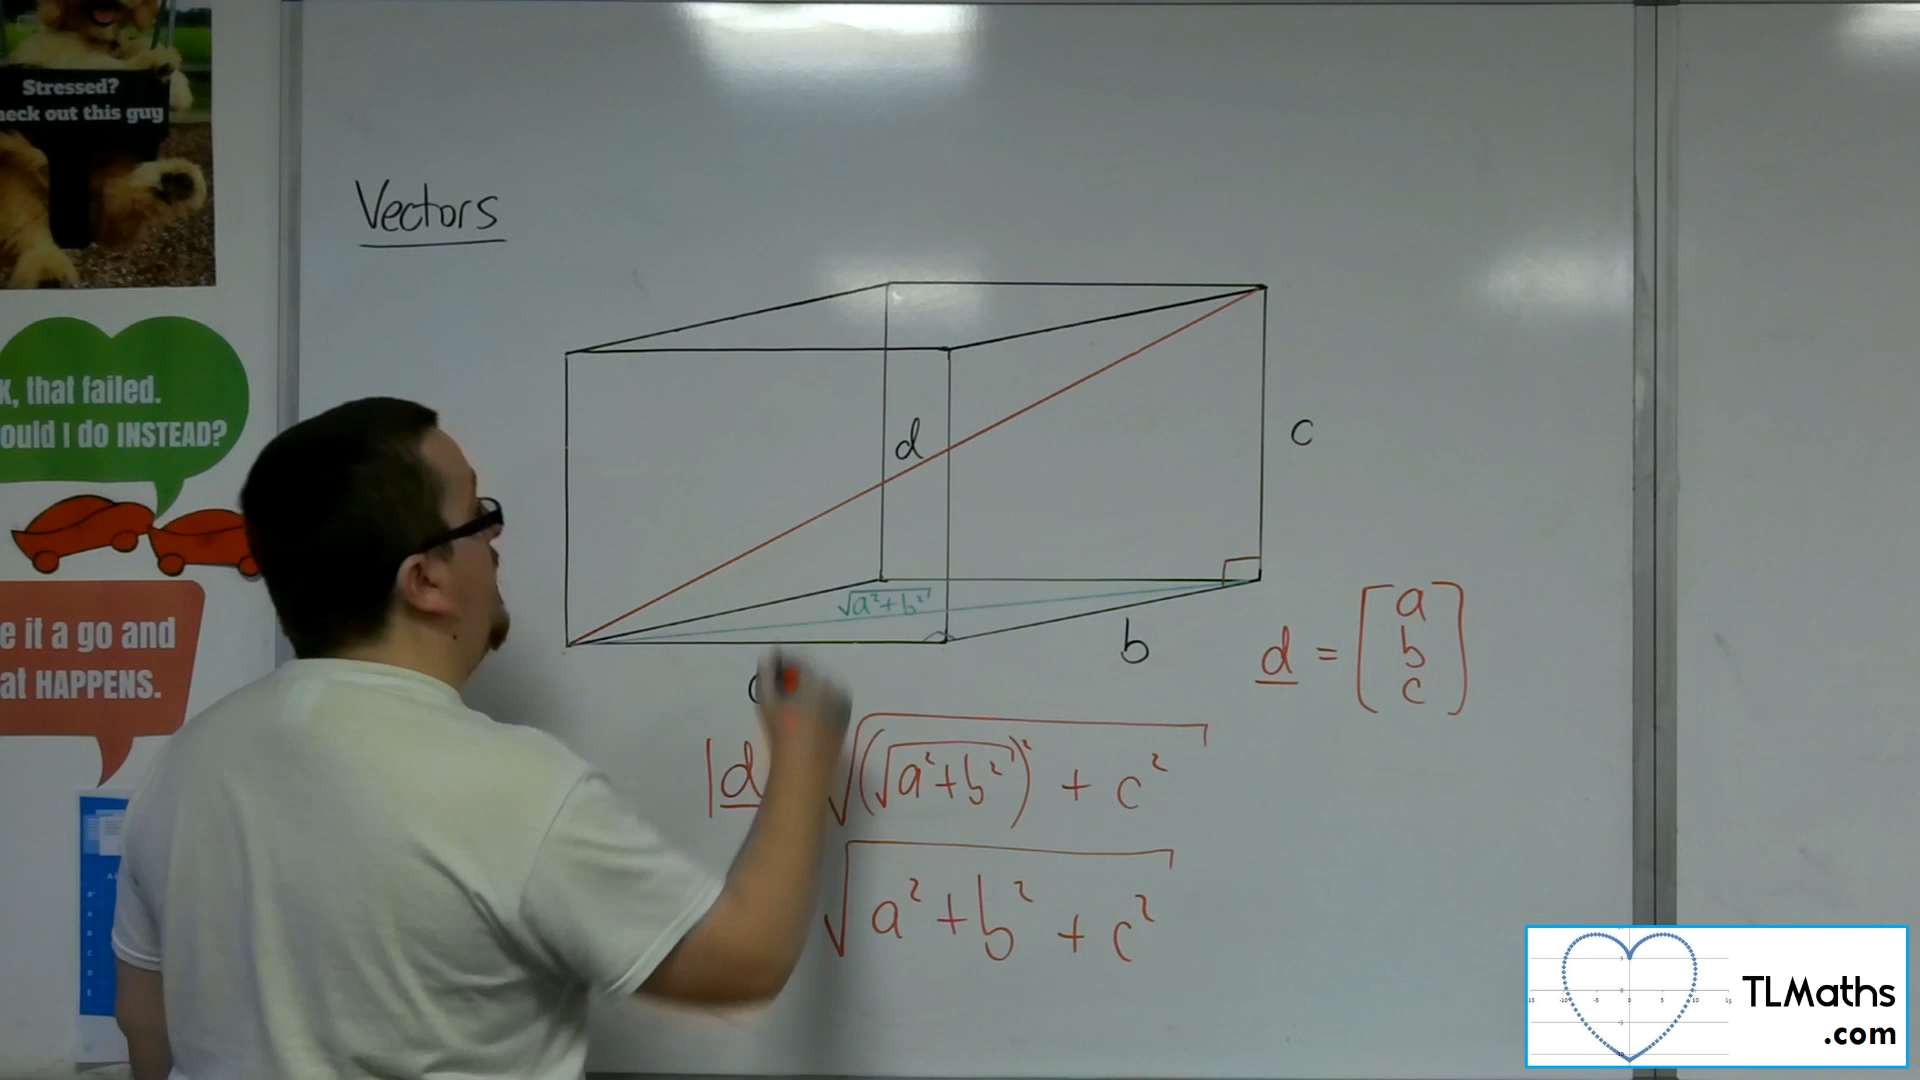 Stressed?
heck out this guy
K, that failed.
ould I do INSTEAD?
e it a go and
at HAPPENS.
Vectors
d
c
√a²+b²
b
d = [a
b
c]
|d √(√a²+b²)² + c²
√a²+b²+c²
TLMaths
.com